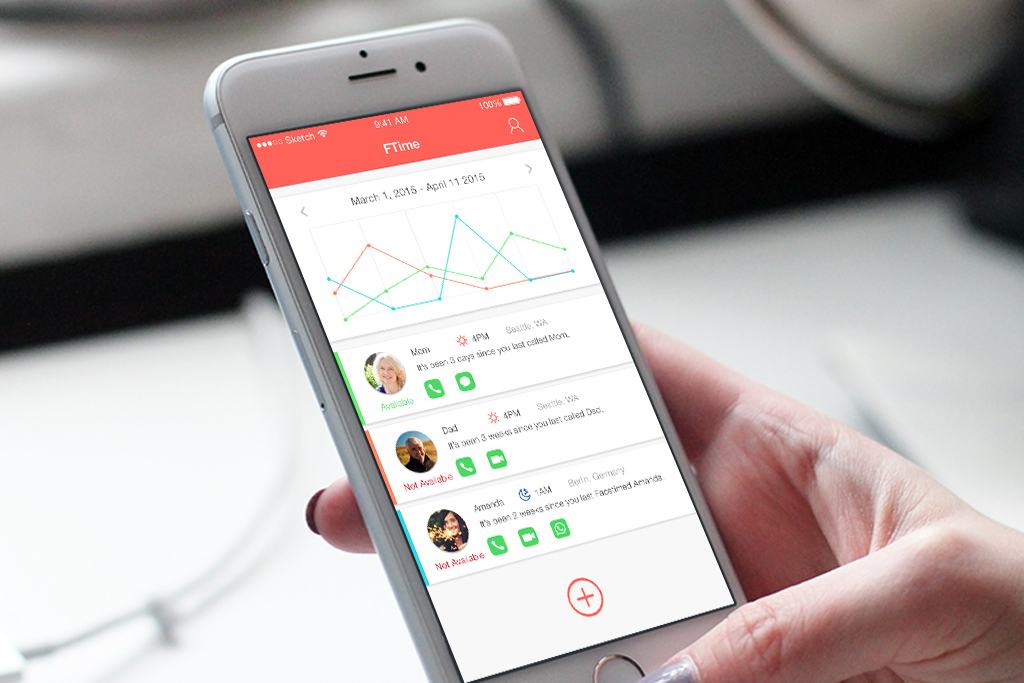 Sketch 9:41 AM 100%
FTime
March 1, 2015 - April 11 2015
Mom 4PM Seattle, WA
It's been 3 days since you last called Mom.
Available
Dad 4PM Seattle, WA
It's been 3 weeks since you last called Dad.
Not Available
Amanda 1AM Berlin, Germany
It's been 2 weeks since you last Facetimed Amanda.
Not Available